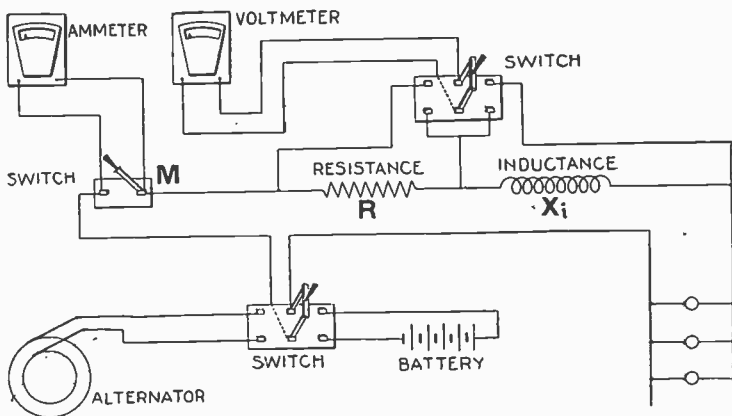 AMMETER
VOLTMETER
SWITCH
SWITCH
M
RESISTANCE
R
INDUCTANCE
Xi
SWITCH
BATTERY
ALTERNATOR